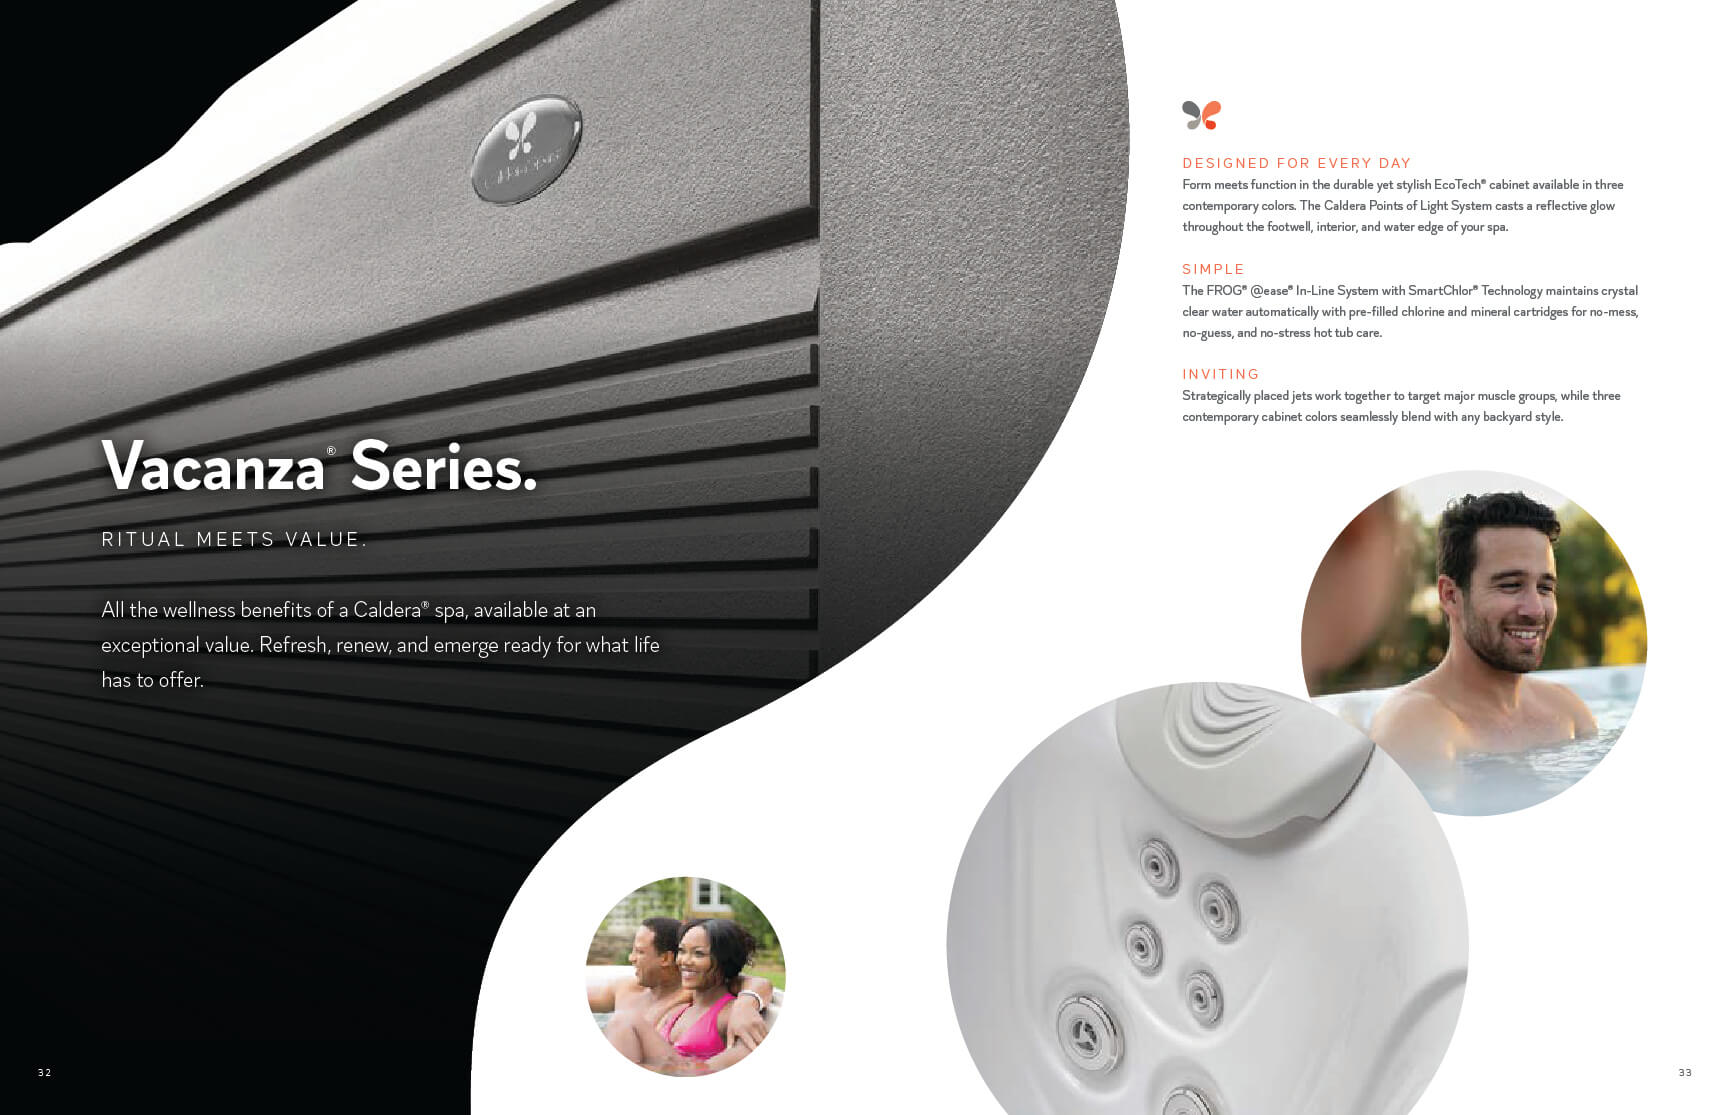 Caldera Spas
Vacanza® Series.
RITUAL MEETS VALUE.
All the wellness benefits of a Caldera® spa, available at an
exceptional value. Refresh, renew, and emerge ready for what life
has to offer.
32
DESIGNED FOR EVERY DAY
Form meets function in the durable yet stylish EcoTech® cabinet available in three
contemporary colors. The Caldera Points of Light System casts a reflective glow
throughout the footwell, interior, and water edge of your spa.
SIMPLE
The FROG® @ease® In-Line System with SmartChlor® Technology maintains crystal
clear water automatically with pre-filled chlorine and mineral cartridges for no-mess,
no-guess, and no-stress hot tub care.
INVITING
Strategically placed jets work together to target major muscle groups, while three
contemporary cabinet colors seamlessly blend with any backyard style.
33